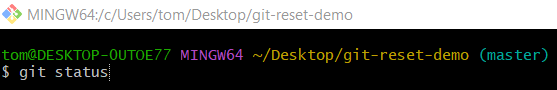 MINGW64:/c/Users/tom/Desktop/git-reset-demo
tom@DESKTOP-OUTOE77 MINGW64 ~/Desktop/git-reset-demo (master)
$ git status